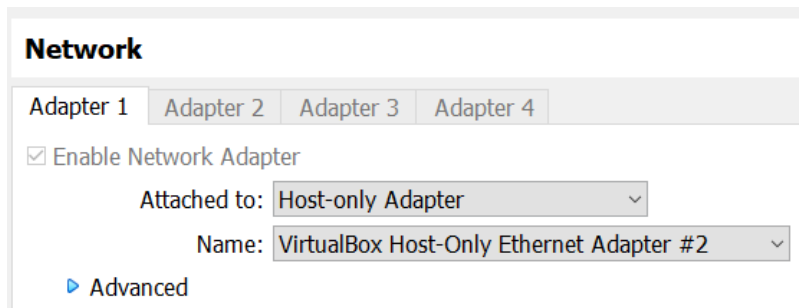 Network
Adapter 1 Adapter 2 Adapter 3 Adapter 4
Enable Network Adapter
Attached to: Host-only Adapter
Name: VirtualBox Host-Only Ethernet Adapter #2
Advanced